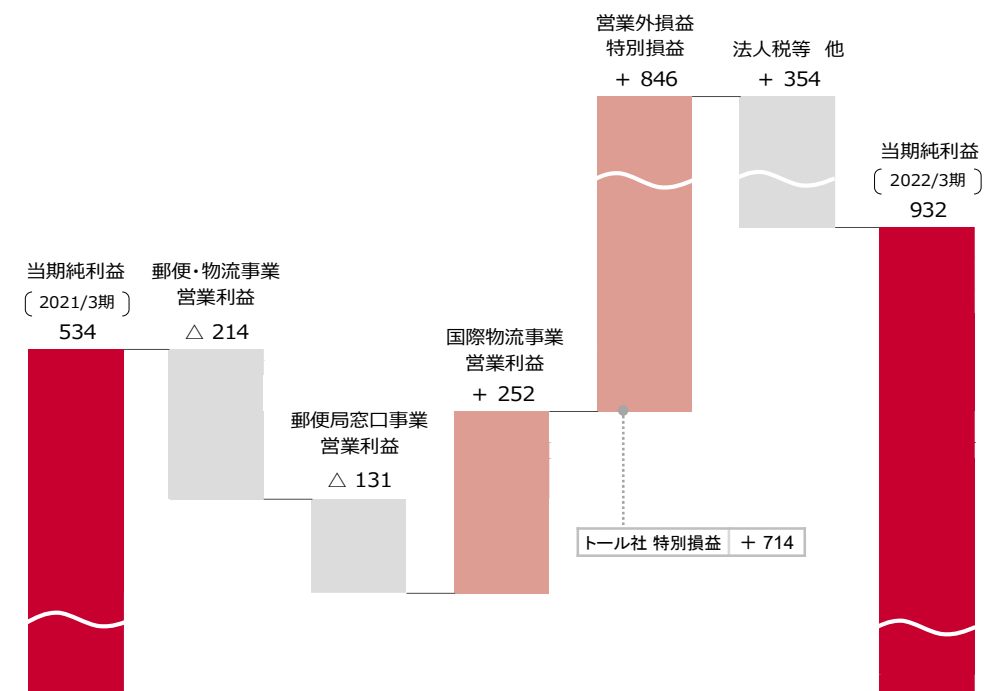 当期純利益
（2021/3期）
534
郵便・物流事業
営業利益
△ 214
郵便局窓口事業
営業利益
△ 131
国際物流事業
営業利益
＋ 252
営業外損益
特別損益
＋ 846
トール社 特別損益 ＋ 714
法人税等　他
＋ 354
当期純利益
（2022/3期）
932